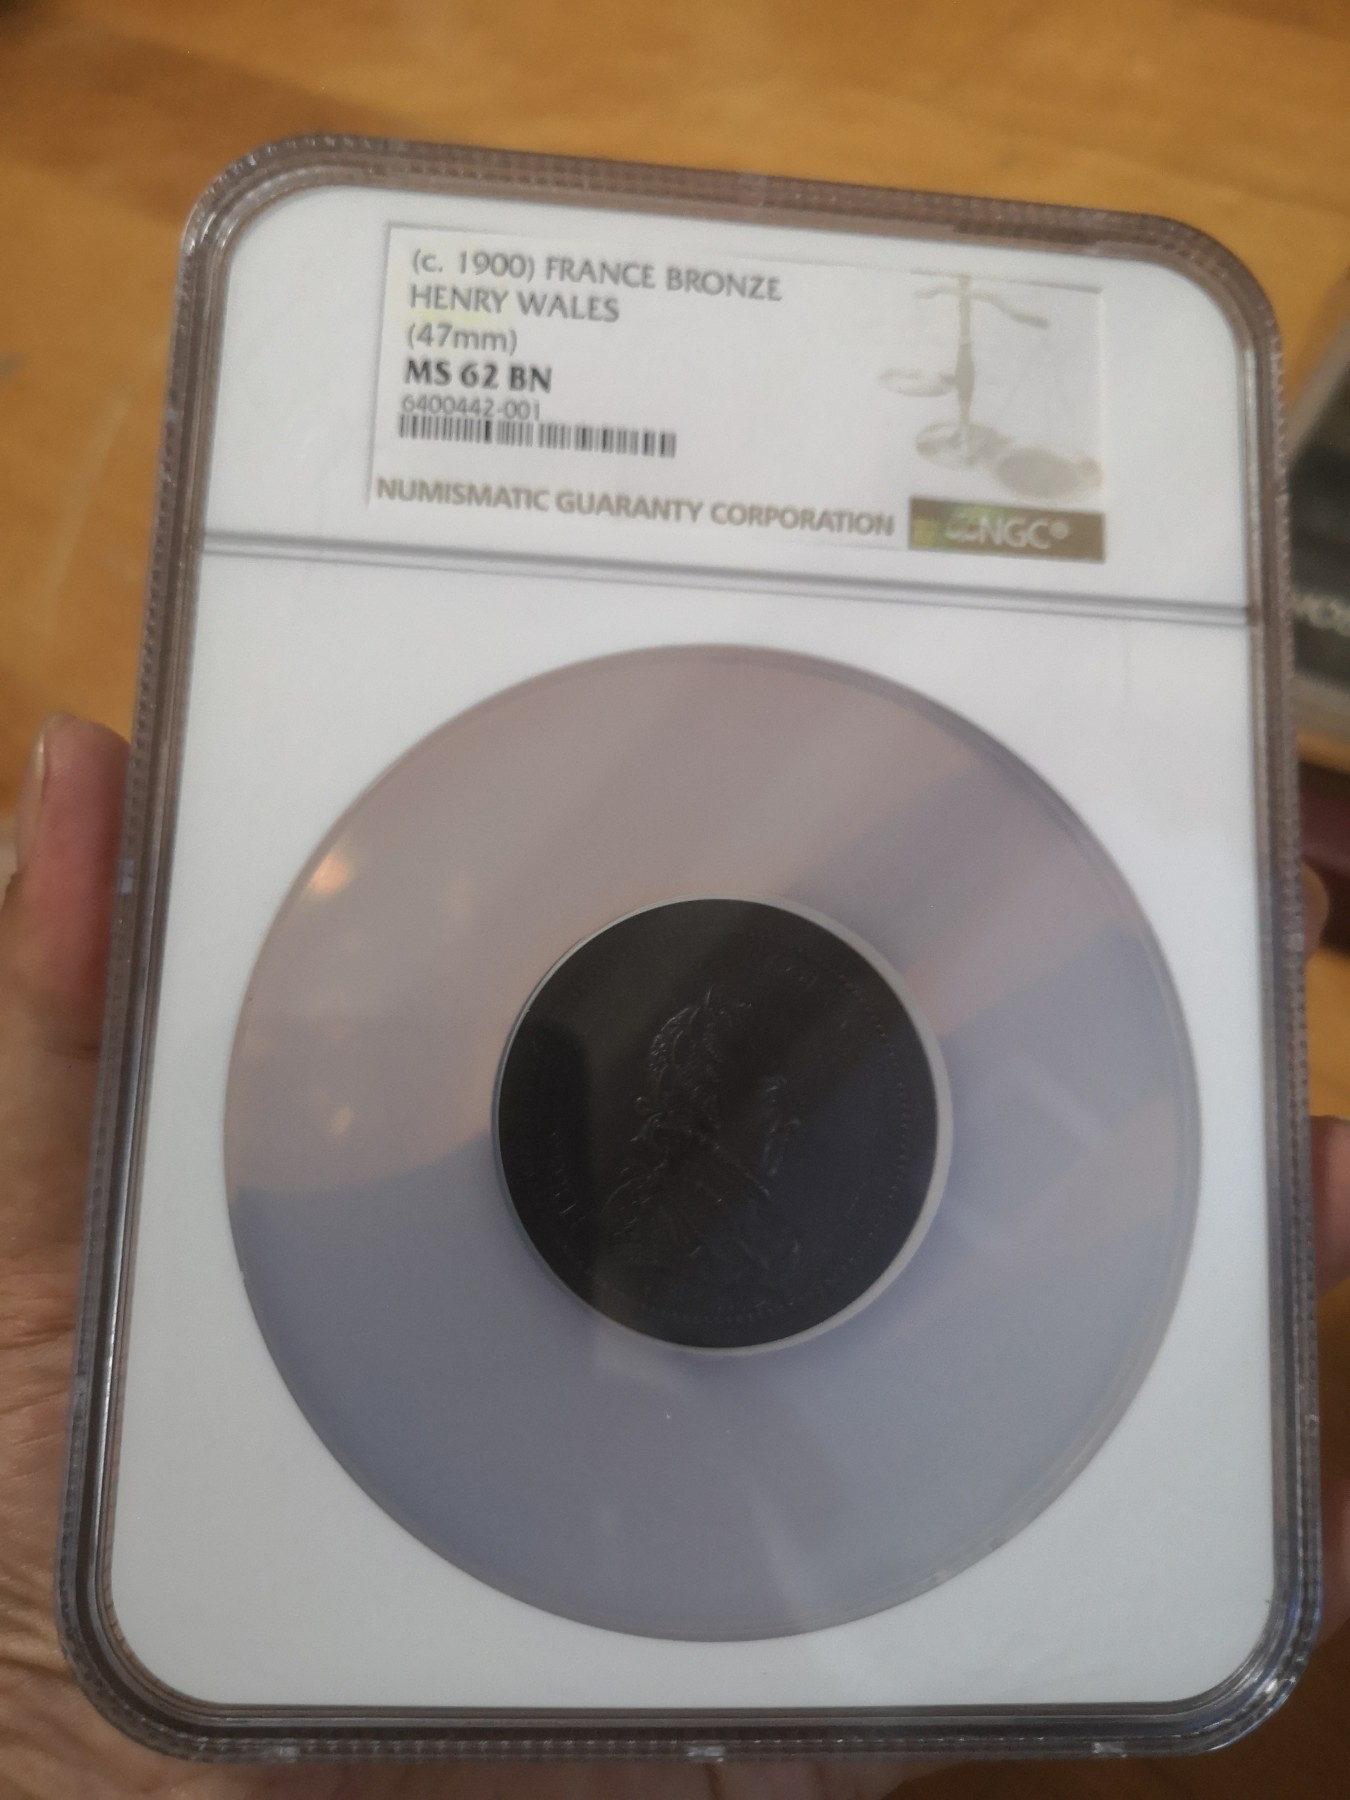 (c. 1900) FRANCE BRONZE
HENRY WALES
(47mm)
MS 62 BN
6400442-001
NUMISMATIC GUARANTY CORPORATION
NGC®